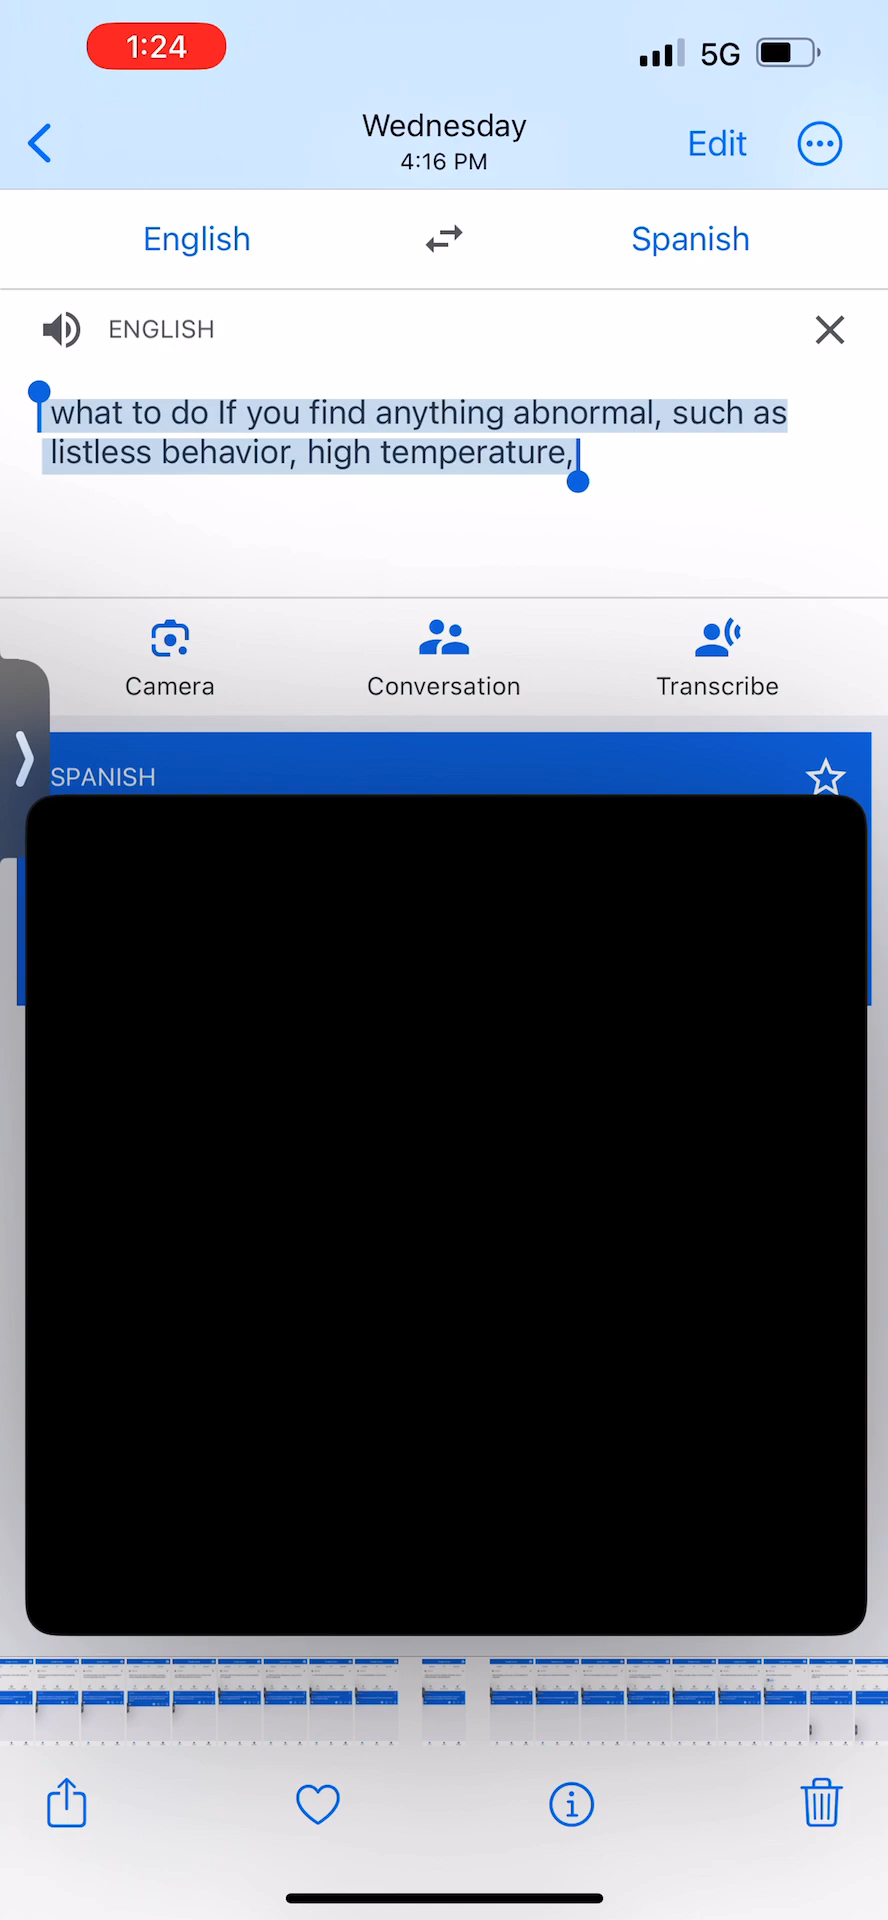 1:24
5G
Wednesday
4:16 PM
Edit
English
Spanish
ENGLISH
what to do If you find anything abnormal, such as
listless behavior, high temperature,
Camera
Conversation
Transcribe
SPANISH